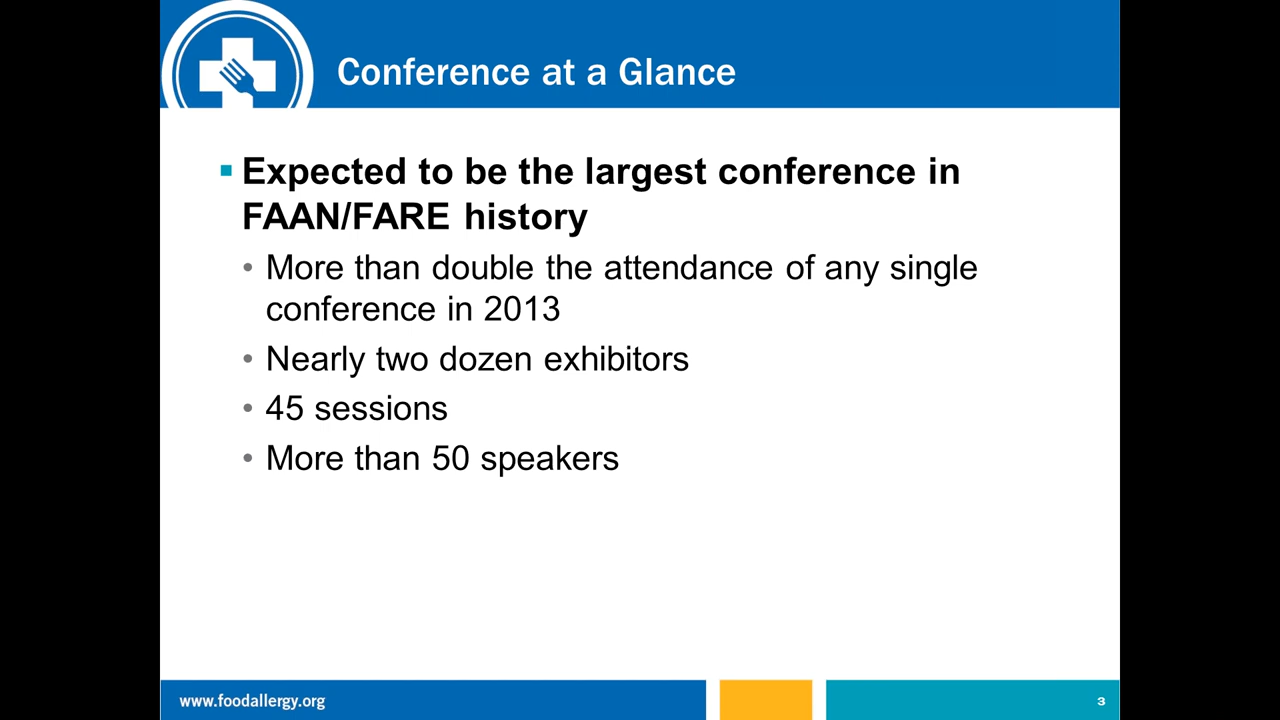 Conference at a Glance
Expected to be the largest conference in
FAAN/FARE history
More than double the attendance of any single
conference in 2013
Nearly two dozen exhibitors
45 sessions
More than 50 speakers
www.foodallergy.org
3